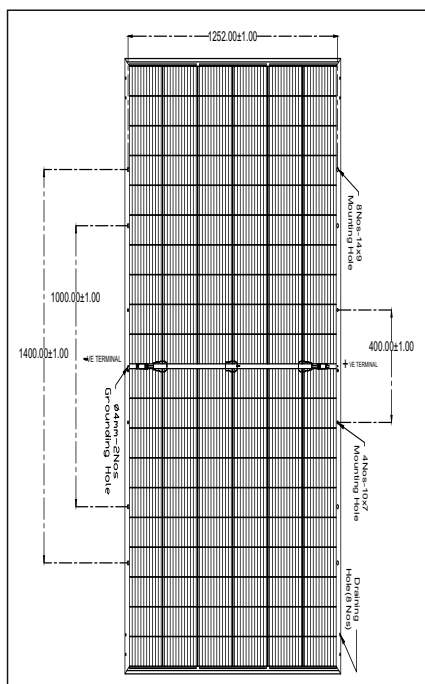 1252.00±1.00
8Nos-14x9
Mounting Hole
1000.00±1.00
400.00±1.00
1400.00±1.00
-VE TERMINAL
+VE TERMINAL
Ø4mm-2Nos
Grounding Hole
4Nos-10x7
Mounting Hole
Draining
Hole(8 Nos)